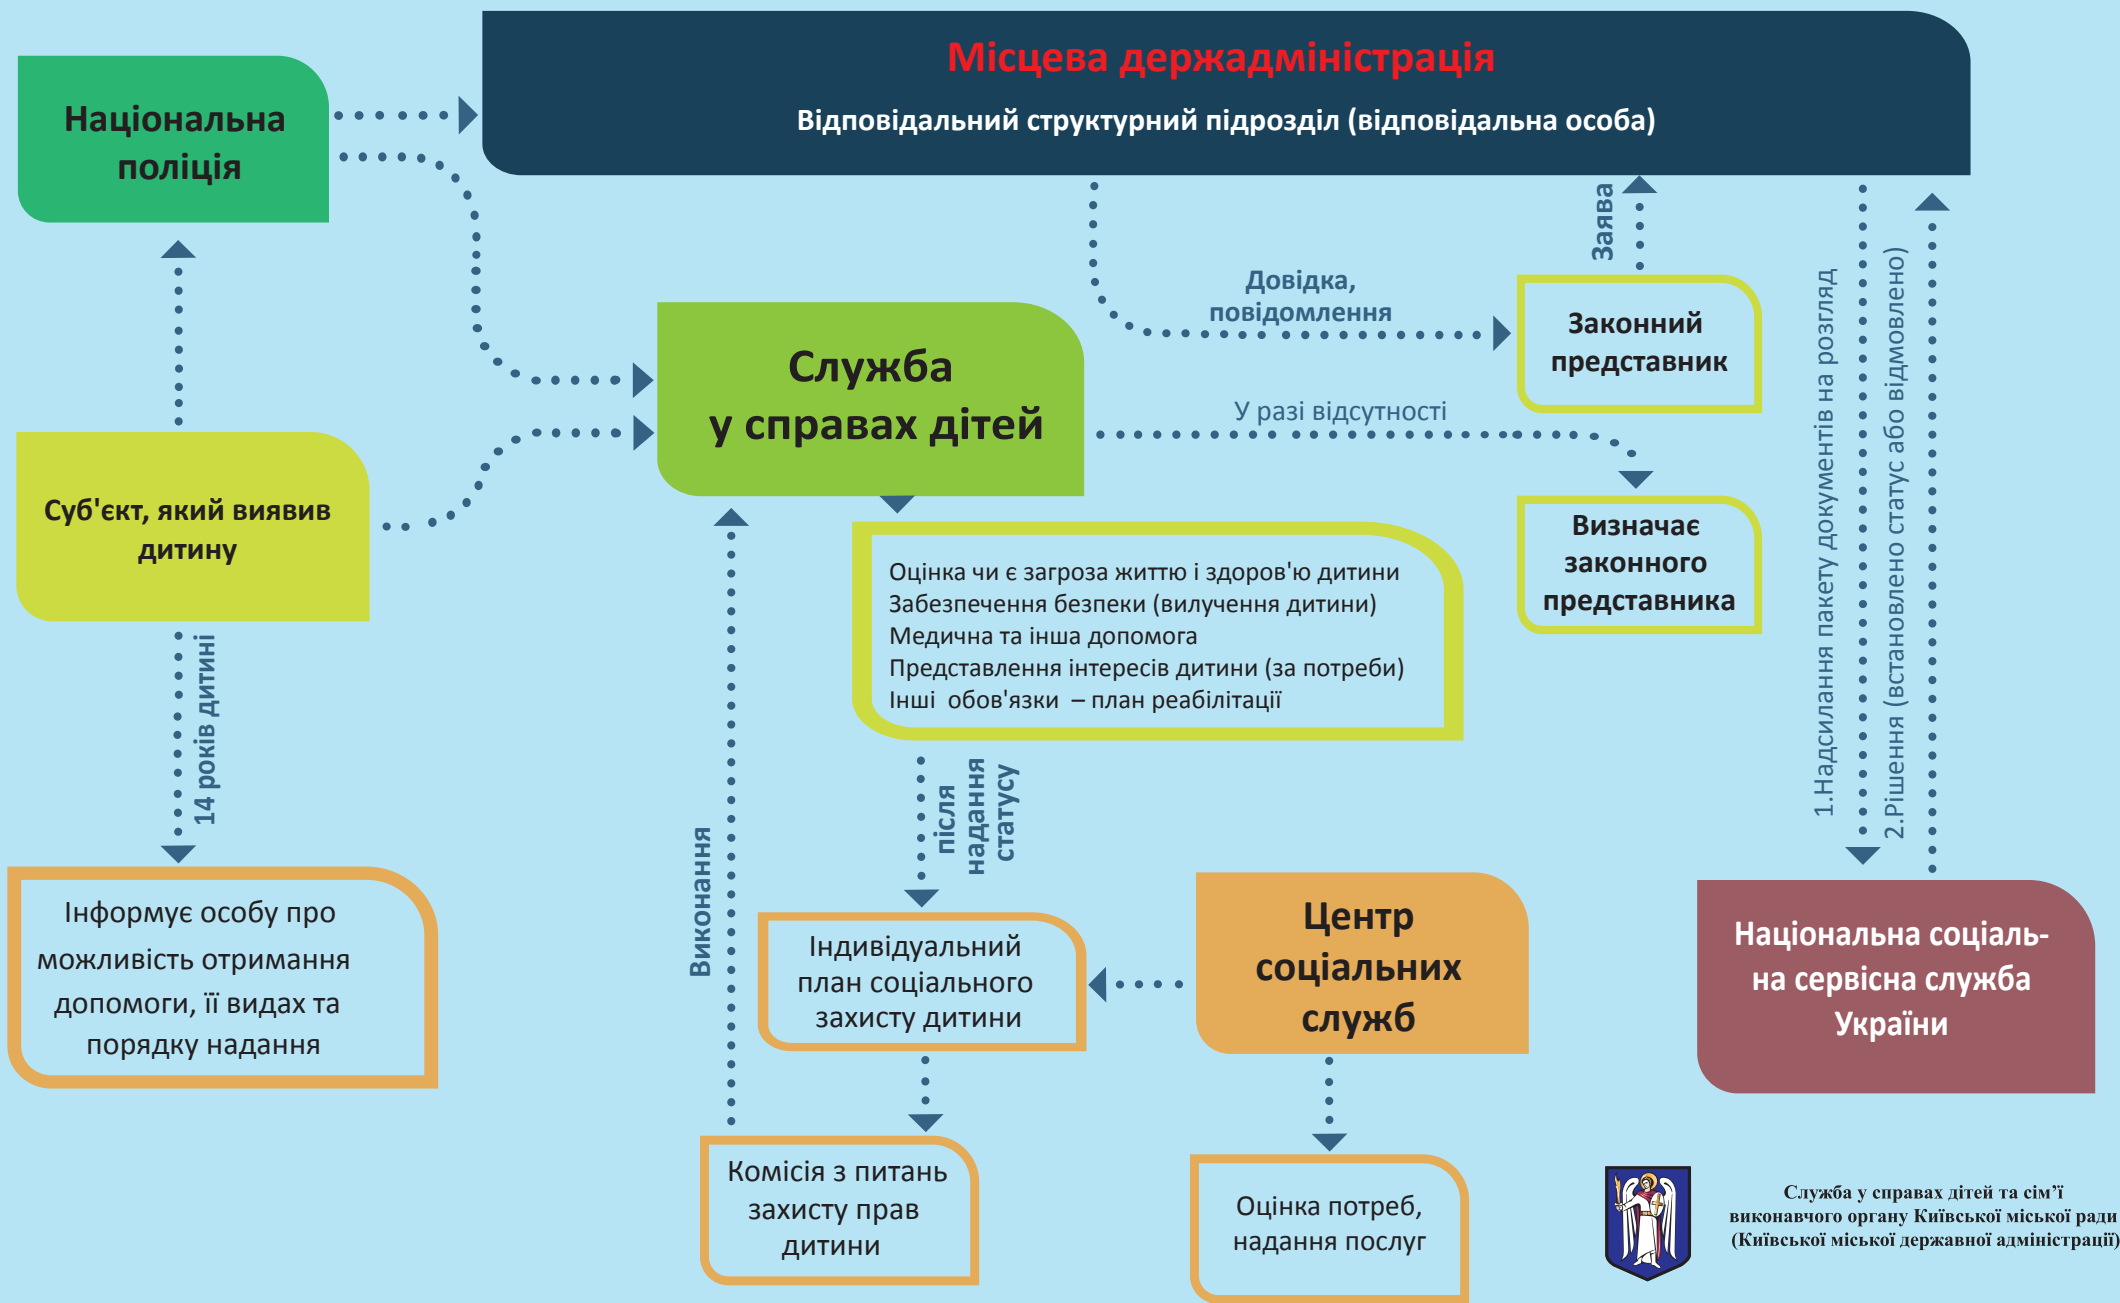 Місцева держадміністрація
Відповідальний структурний підрозділ (відповідальна особа)
Національна
поліція
Заява
Довідка,
повідомлення
Законний
представник
Служба
у справах дітей
У разі відсутності
Визначає
законного
представника
1.Надсилання пакету документів на розгляд
2.Рішення (встановлено статус або відмовлено)
Суб'єкт, який виявив
дитину
Оцінка чи є загроза життю і здоров'ю дитини
Забезпечення безпеки (вилучення дитини)
Медична та інша допомога
Представлення інтересів дитини (за потреби)
Інші  обов'язки  – план реабілітації
14 років дитині
після
надання
статусу
Виконання
Інформує особу про
можливість отримання
допомоги, її видах та
порядку надання
Індивідуальний
план соціального
захисту дитини
Центр
соціальних
служб
Національна соціаль-
на сервісна служба
України
Комісія з питань
захисту прав
дитини
Оцінка потреб,
надання послуг
Служба у справах дітей та сім’ї
виконавчого органу Київської міської ради
(Київської міської державної адміністрації)